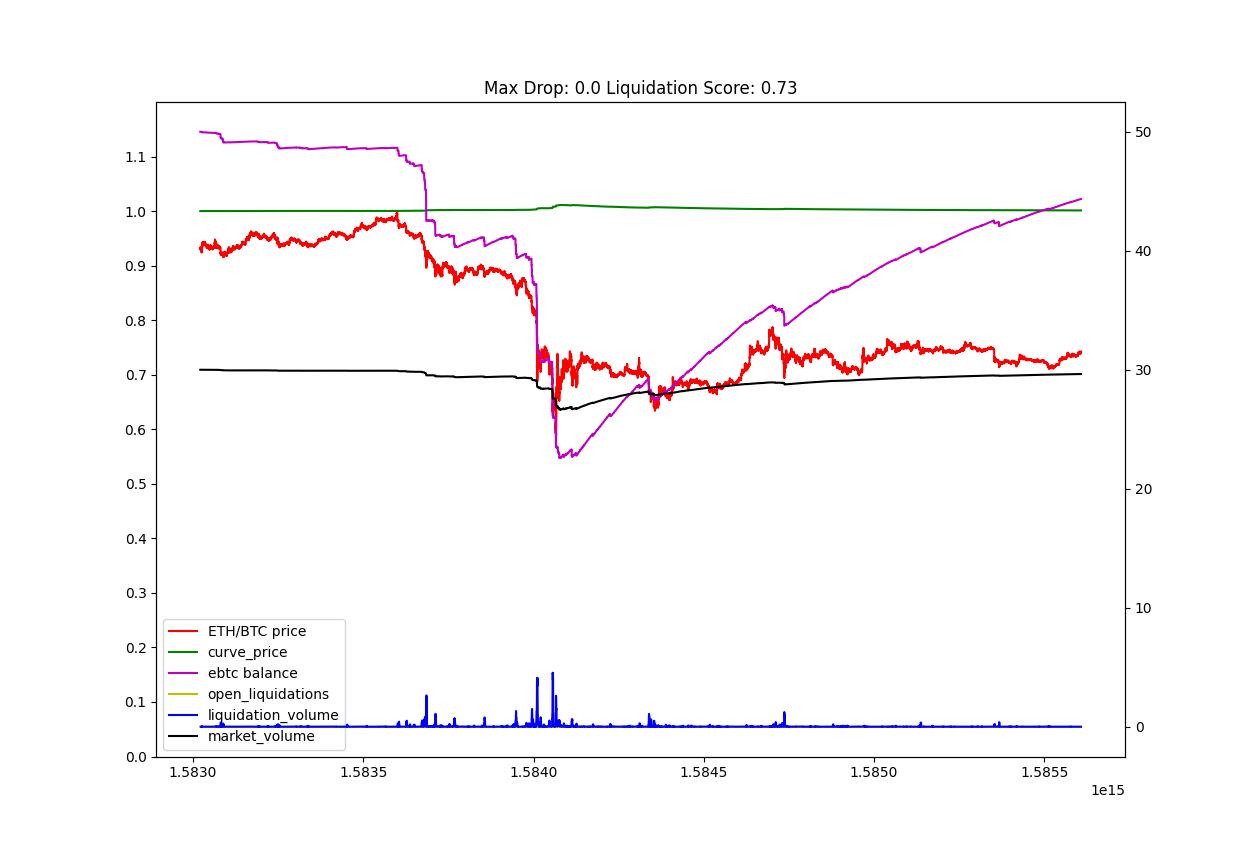 Max Drop: 0.0 Liquidation Score: 0.73
1.1
1.0
0.9
0.8
0.7
0.6
0.5
0.4
0.3
0.2
0.1
0.0
50
40
30
20
10
0
ETH/BTC price
curve_price
ebtc balance
open_liquidations
liquidation_volume
market_volume
1.5830 1.5835 1.5840 1.5845 1.5850 1.5855
1e15